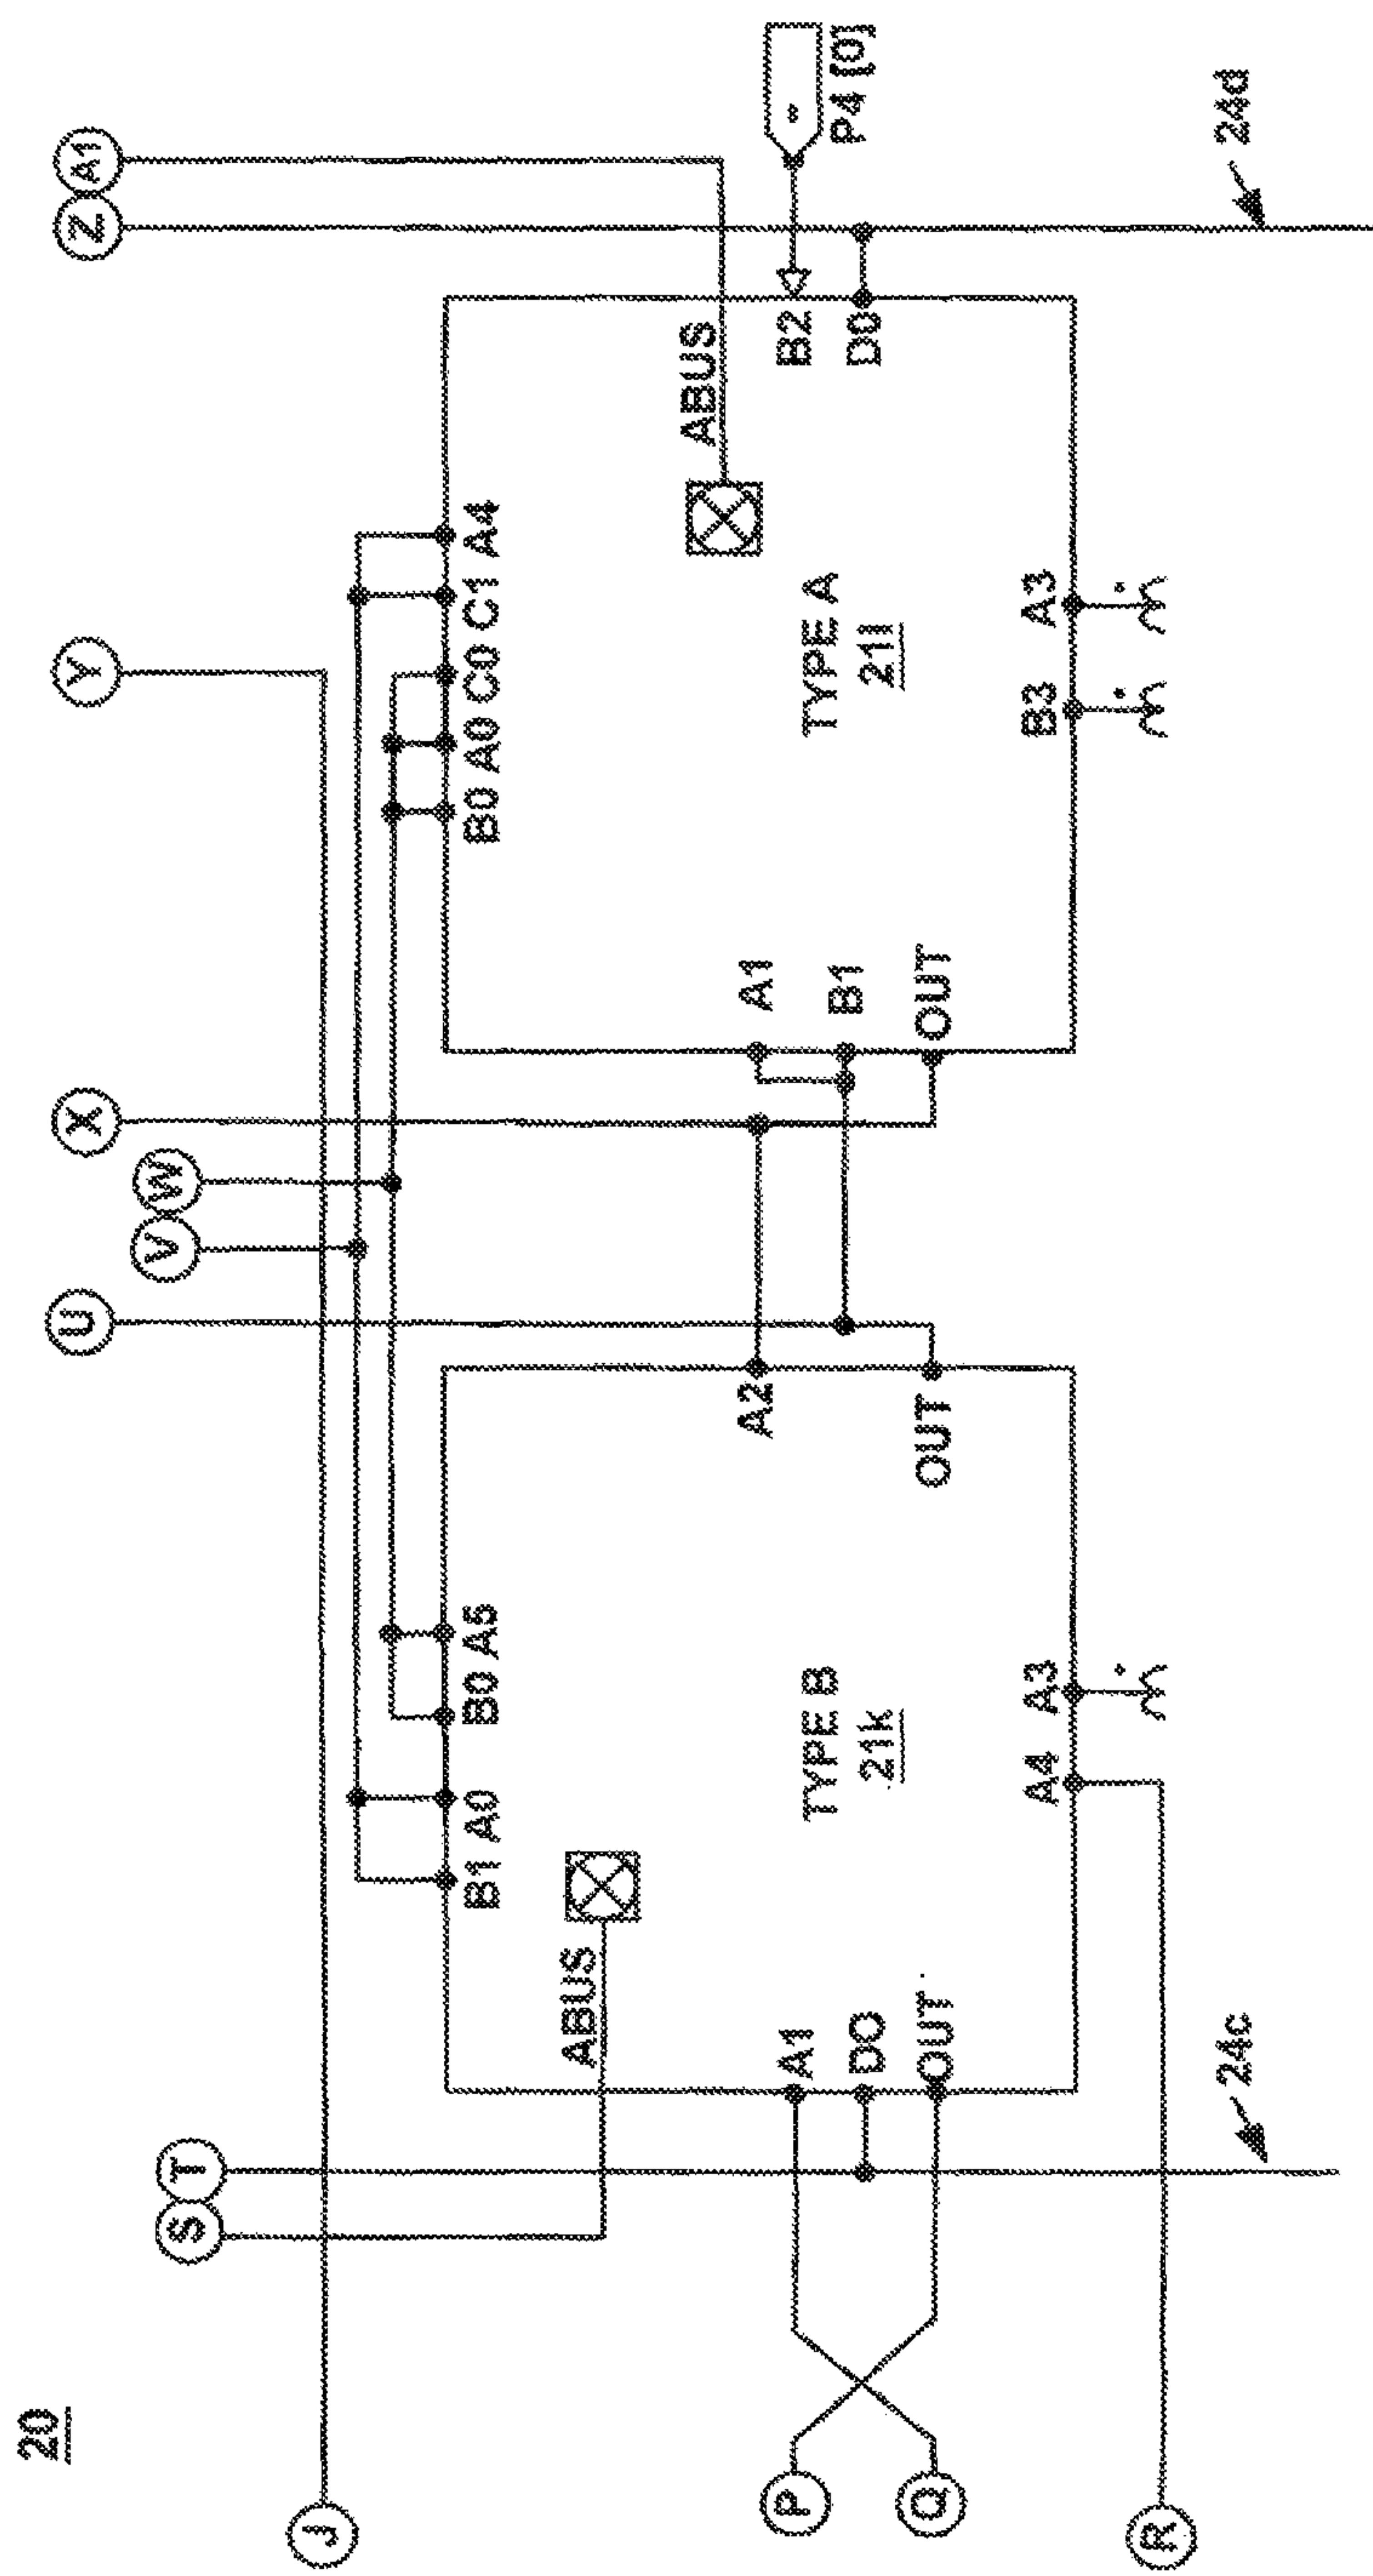 20
J
Y
Z
A1
S
T
U
V
W
X
B1 A0 B0 A5
B0 A0 C0 C1 A4
ABUS
ABUS
A1
DO
OUT
A2
OUT
TYPE B
21k
A4 A3
A1
B1
OUT
TYPE A
21l
B2
D0
B3 A3
P4 [0]
P
Q
R
24c
24d